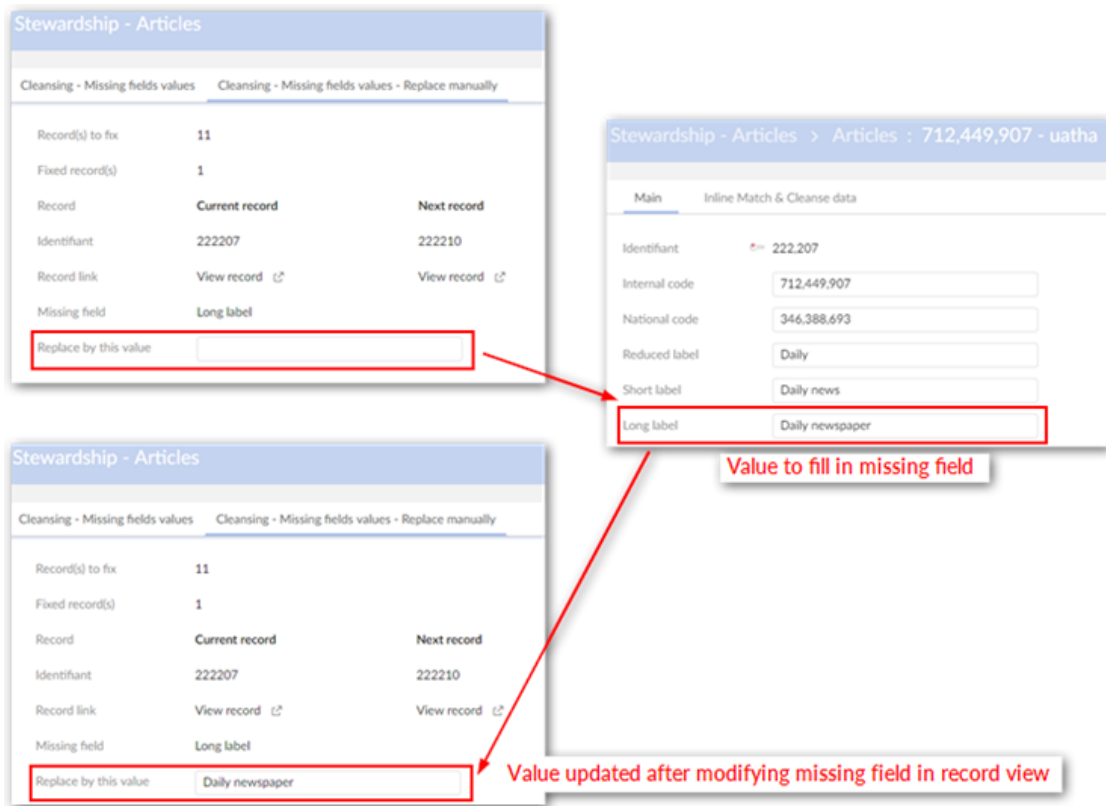 Stewardship - Articles
Cleansing - Missing fields values Cleansing - Missing fields values - Replace manually
Record(s) to fix 11
Fixed record(s) 1
Record Current record Next record
Identifiant 222207 222210
Record link View record View record
Missing field Long label
Replace by this value
Stewardship - Articles > Articles : 712,449,907 - uatha
Main Inline Match & Cleanse data
Identifiant 222,207
Internal code 712,449,907
National code 346,388,693
Reduced label Daily
Short label Daily news
Long label Daily newspaper
Value to fill in missing field
Stewardship - Articles
Cleansing - Missing fields values Cleansing - Missing fields values - Replace manually
Record(s) to fix 11
Fixed record(s) 1
Record Current record Next record
Identifiant 222207 222210
Record link View record View record
Missing field Long label
Replace by this value Daily newspaper
Value updated after modifying missing field in record view